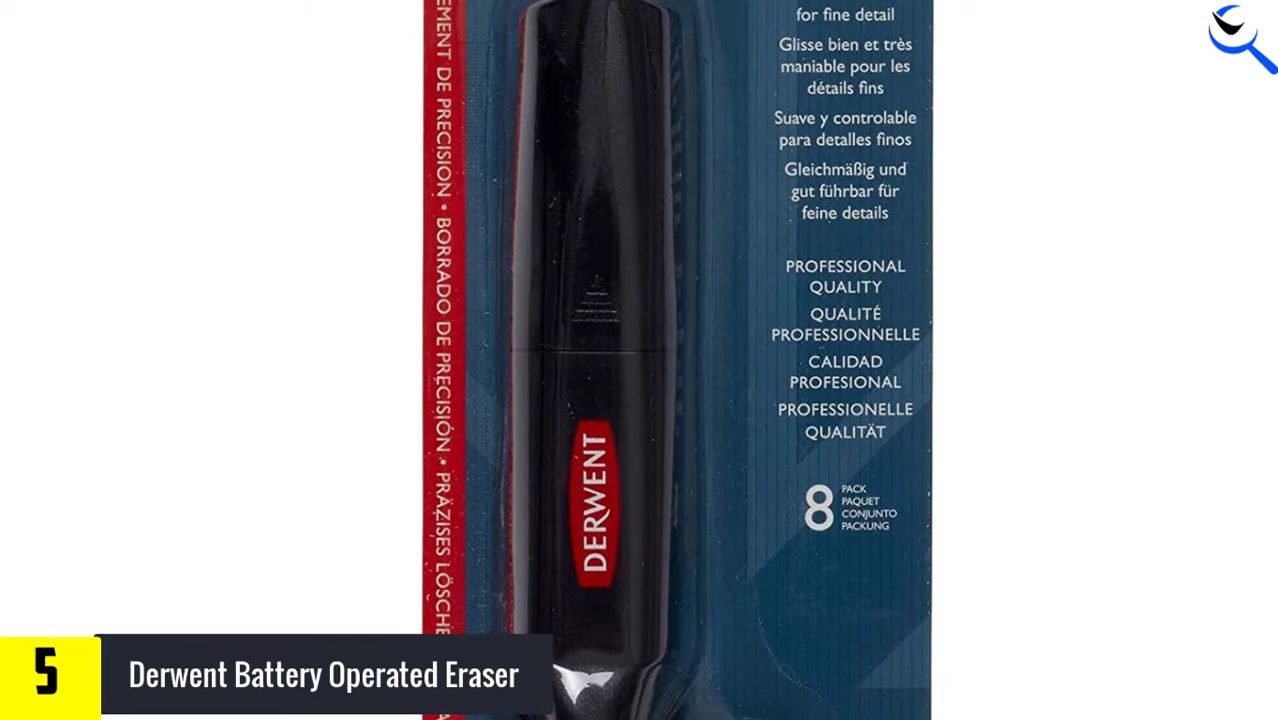 EMENT DE PRECISION • BORRADO DE PRECISIÓN • PRÄZISES LÖSCHE
DERWENT
for fine detail
Glisse bien et très
maniable pour les
détails fins
Suave y controlable
para detalles finos
Gleichmäßig und
gut führbar für
feine details
PROFESSIONAL
QUALITY
QUALITÉ
PROFESSIONNELLE
CALIDAD
PROFESIONAL
PROFESSIONELLE
QUALITÄT
8
PACK
PAQUET
CONJUNTO
PACKUNG
5
Derwent Battery Operated Eraser